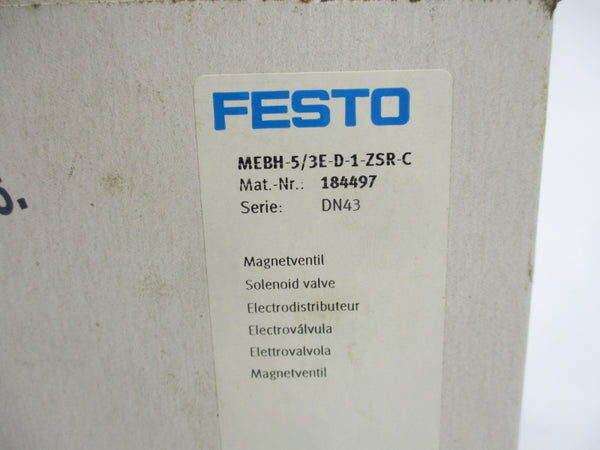 FESTO
MEBH-5/3E-D-1-ZSR-C
Mat.-Nr.: 184497
Serie: DN43
Magnetventil
Solenoid valve
Electrodistributeur
Electroválvula
Elettrovalvola
Magnetventil